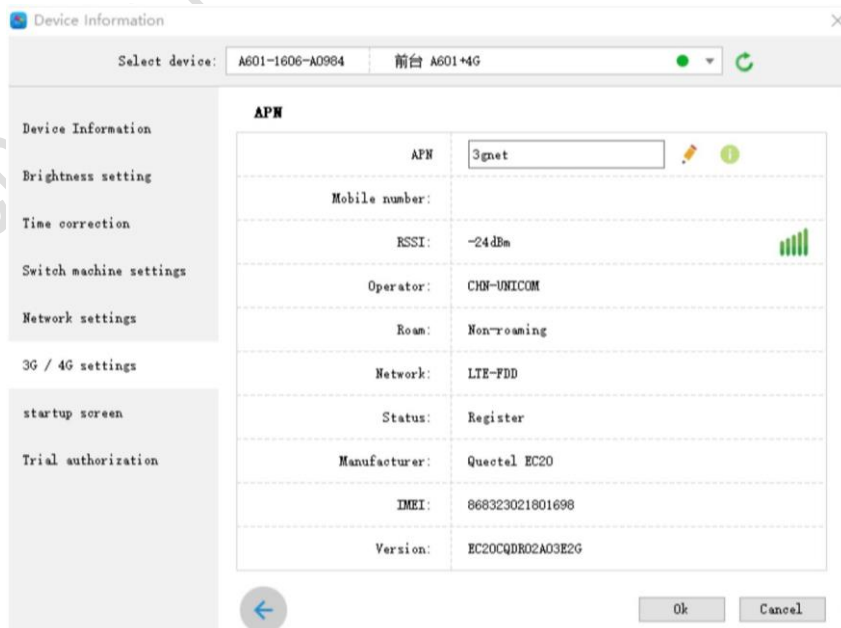 Device Information
Select device: A601-1606-A0984 前台 A601+4G
Device Information
Brightness setting
Time correction
Switch machine settings
Network settings
3G / 4G settings
startup screen
Trial authorization
APN
APN 3gnet
Mobile number:
RSSI: -24dBm
Operator: CHN-UNICOM
Roam: Non-roaming
Network: LTE-FDD
Status: Register
Manufacturer: Quectel EC20
IMEI: 868323021801698
Version: EC20CQDR02A03E2G
Ok Cancel